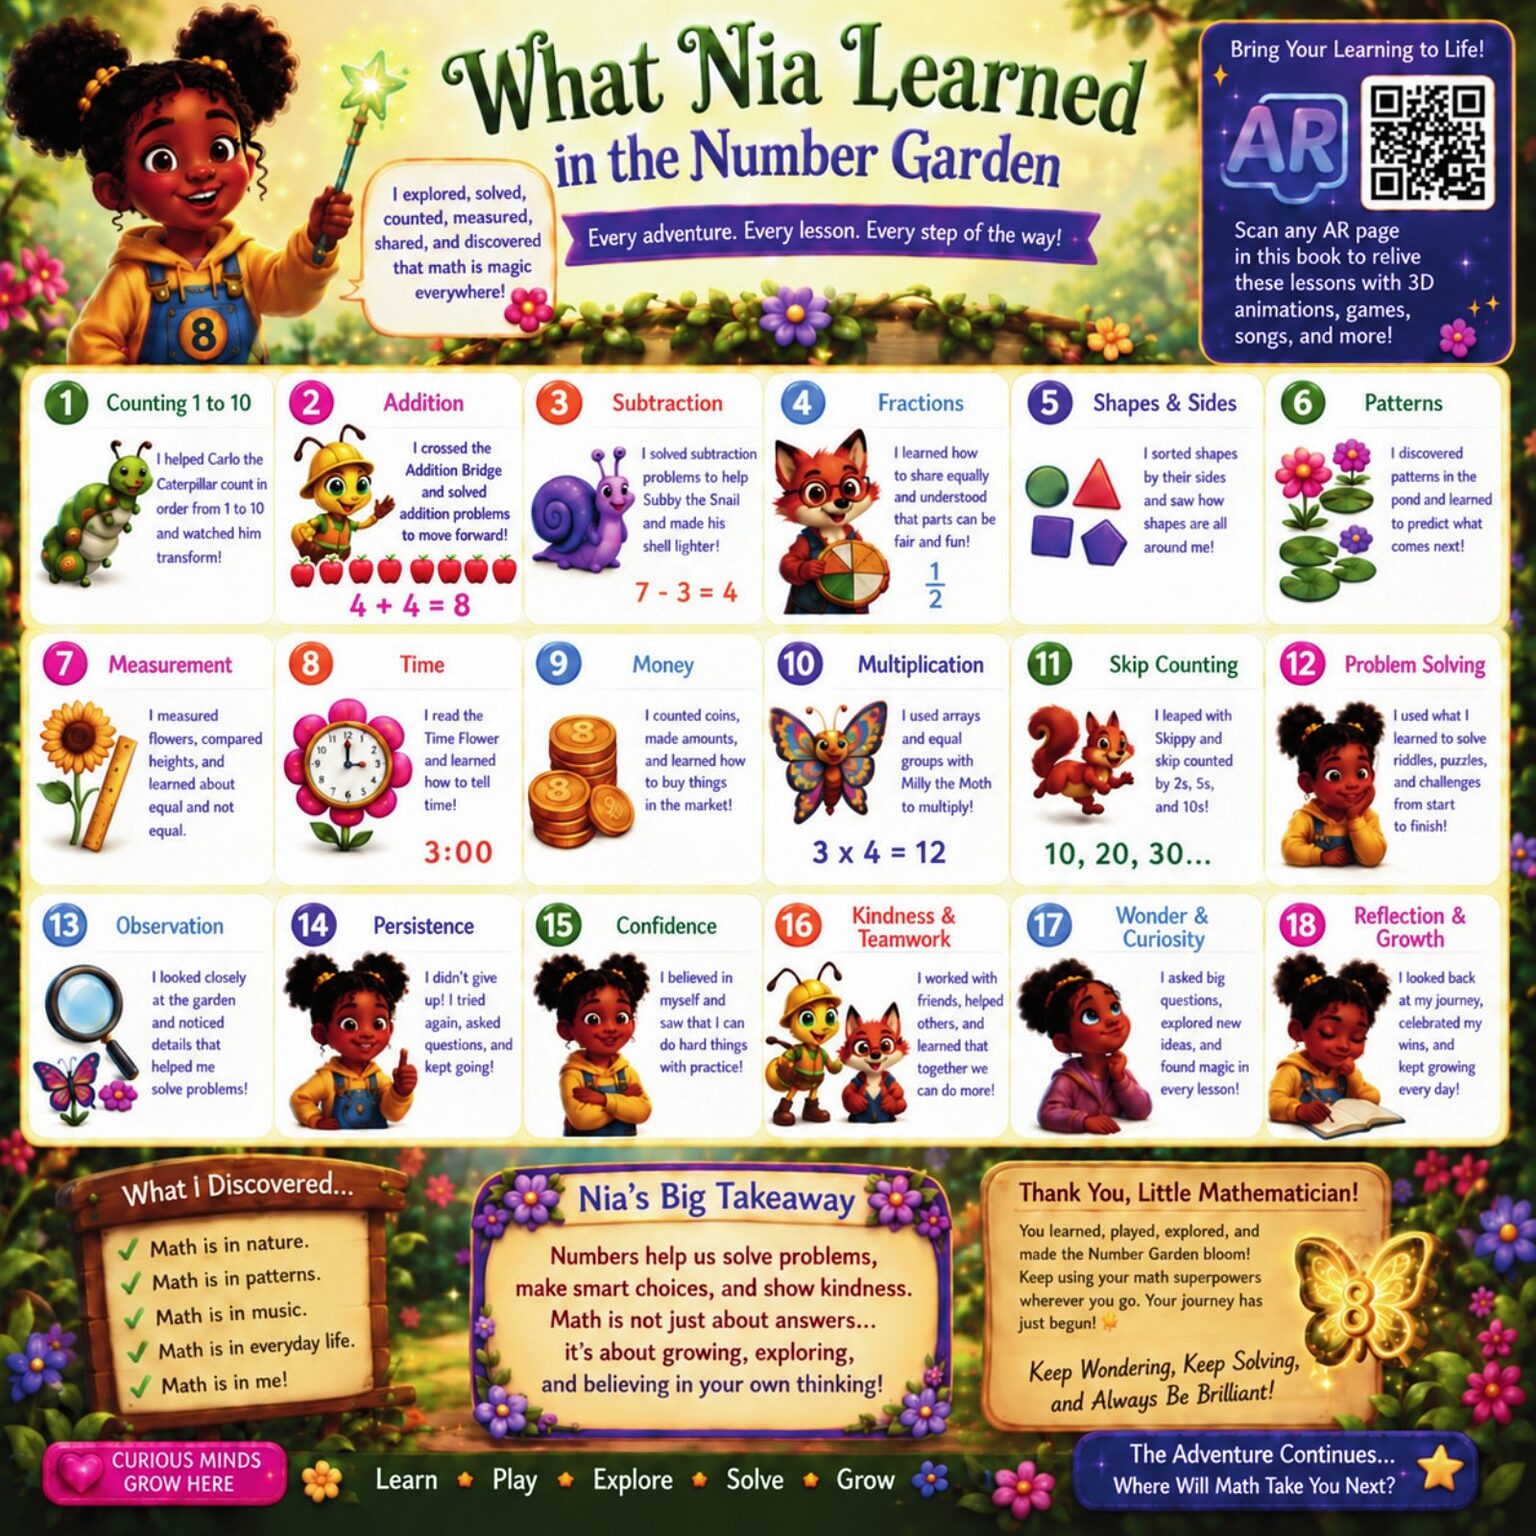 What Nia Learned
in the Number Garden
Every adventure. Every lesson. Every step of the way!
I explored, solved,
counted, measured,
shared, and discovered
that math is magic
everywhere!
8
Bring Your Learning to Life!
AR
Scan any AR page
in this book to relive
these lessons with 3D
animations, games,
songs, and more!
1 Counting 1 to 10
I helped Carlo the
Caterpillar count in
order from 1 to 10
and watched him
transform!
2 Addition
I crossed the
Addition Bridge
and solved
addition problems
to move forward!
4 + 4 = 8
3 Subtraction
I solved subtraction
problems to help
Subby the Snail
and made his
shell lighter!
7 - 3 = 4
4 Fractions
I learned how
to share equally
and understood
that parts can be
fair and fun!
1
2
5 Shapes & Sides
I sorted shapes
by their sides
and saw how
shapes are all
around me!
6 Patterns
I discovered
patterns in the
pond and learned
to predict what
comes next!
7 Measurement
I measured
flowers, compared
heights, and
learned about
equal and not
equal.
8 Time
12
1
2
3
4
5
6
7
8
9
10
11
I read the
Time Flower
and learned
how to tell
time!
3:00
9 Money
8
8
I counted coins,
made amounts,
and learned how
to buy things
in the market!
10 Multiplication
I used arrays
and equal
groups with
Milly the Moth
to multiply!
3 x 4 = 12
11 Skip Counting
I leaped with
Skippy and
skip counted
by 2s, 5s,
and 10s!
10, 20, 30...
12 Problem Solving
I used what I
learned to solve
riddles, puzzles,
and challenges
from start
to finish!
13 Observation
I looked closely
at the garden
and noticed
details that
helped me
solve problems!
14 Persistence
I didn't give
up! I tried
again, asked
questions, and
kept going!
15 Confidence
I believed in
myself and
saw that I can
do hard things
with practice!
16 Kindness &
Teamwork
I worked with
friends, helped
others, and
learned that
together we
can do more!
17 Wonder &
Curiosity
I asked big
questions,
explored new
ideas, and
found magic in
every lesson!
18 Reflection &
Growth
I looked back
at my journey,
celebrated my
wins, and
kept growing
every day!
What i Discovered...
Math is in nature.
Math is in patterns.
Math is in music.
Math is in everyday life.
Math is in me!
Nia's Big Takeaway
Numbers help us solve problems,
make smart choices, and show kindness.
Math is not just about answers...
it's about growing, exploring,
and believing in your own thinking!
Thank You, Little Mathematician!
You learned, played, explored, and
made the Number Garden bloom!
Keep using your math superpowers
wherever you go. Your journey has
just begun!
8
Keep Wondering, Keep Solving,
and Always Be Brilliant!
CURIOUS MINDS
GROW HERE
Learn Play Explore Solve Grow
The Adventure Continues...
Where Will Math Take You Next?